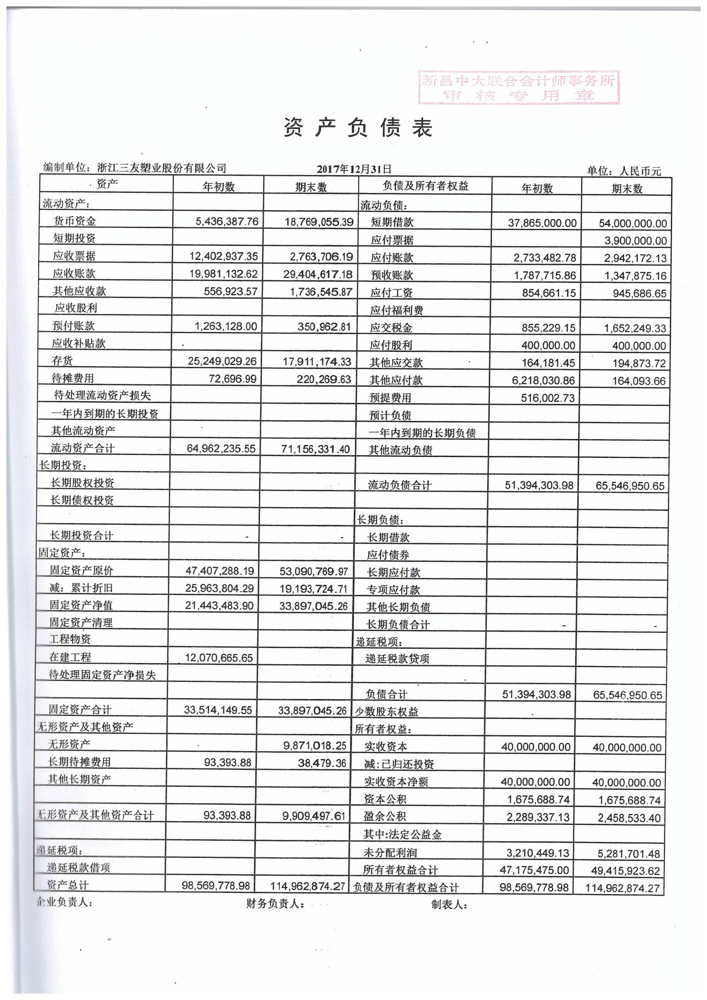 新昌中大联合会计师事务所
审核专用章
资产负债表
编制单位：浙江三友塑业股份有限公司 2017年12月31日 单位：人民币元
资产 年初数 期末数 负债及所有者权益 年初数 期末数
流动资产： 流动负债：
货币资金 5,436,387.76 18,769,055.39 短期借款 37,865,000.00 54,000,000.00
短期投资 应付票据 3,900,000.00
应收票据 12,402,937.35 2,763,706.19 应付账款 2,733,482.78 2,942,172.13
应收账款 19,981,132.62 29,404,617.18 预收账款 1,787,715.86 1,347,875.16
其他应收款 556,923.57 1,736,545.87 应付工资 854,661.15 945,686.65
应收股利 应付福利费
预付账款 1,263,128.00 350,962.81 应交税金 855,229.15 1,652,249.33
应收补贴款 应付股利 400,000.00 400,000.00
存货 25,249,029.26 17,911,174.33 其他应交款 164,181.45 194,873.72
待摊费用 72,696.99 220,269.63 其他应付款 6,218,030.86 164,093.66
待处理流动资产损失 预提费用 516,002.73
一年内到期的长期投资 预计负债
其他流动资产 一年内到期的长期负债
流动资产合计 64,962,235.55 71,156,331.40 其他流动负债
长期投资：
长期股权投资 流动负债合计 51,394,303.98 65,546,950.65
长期债权投资
长期负债：
长期投资合计 - - 长期借款
固定资产： 应付债券
固定资产原价 47,407,288.19 53,090,769.97 长期应付款
减：累计折旧 25,963,804.29 19,193,724.71 专项应付款
固定资产净值 21,443,483.90 33,897,045.26 其他长期负债
固定资产清理 长期负债合计 - -
工程物资 递延税项：
在建工程 12,070,665.65 递延税款贷项
待处理固定资产净损失
负债合计 51,394,303.98 65,546,950.65
固定资产合计 33,514,149.55 33,897,045.26 少数股东权益
无形资产及其他资产 所有者权益：
无形资产 9,871,018.25 实收资本 40,000,000.00 40,000,000.00
长期待摊费用 93,393.88 38,479.36 减：已归还投资
其他长期资产 实收资本净额 40,000,000.00 40,000,000.00
资本公积 1,675,688.74 1,675,688.74
无形资产及其他资产合计 93,393.88 9,909,497.61 盈余公积 2,289,337.13 2,458,533.40
其中:法定公益金
递延税项： 未分配利润 3,210,449.13 5,281,701.48
递延税款借项 所有者权益合计 47,175,475.00 49,415,923.62
资产总计 98,569,778.98 114,962,874.27 负债及所有者权益合计 98,569,778.98 114,962,874.27
企业负责人： 财务负责人： 制表人：